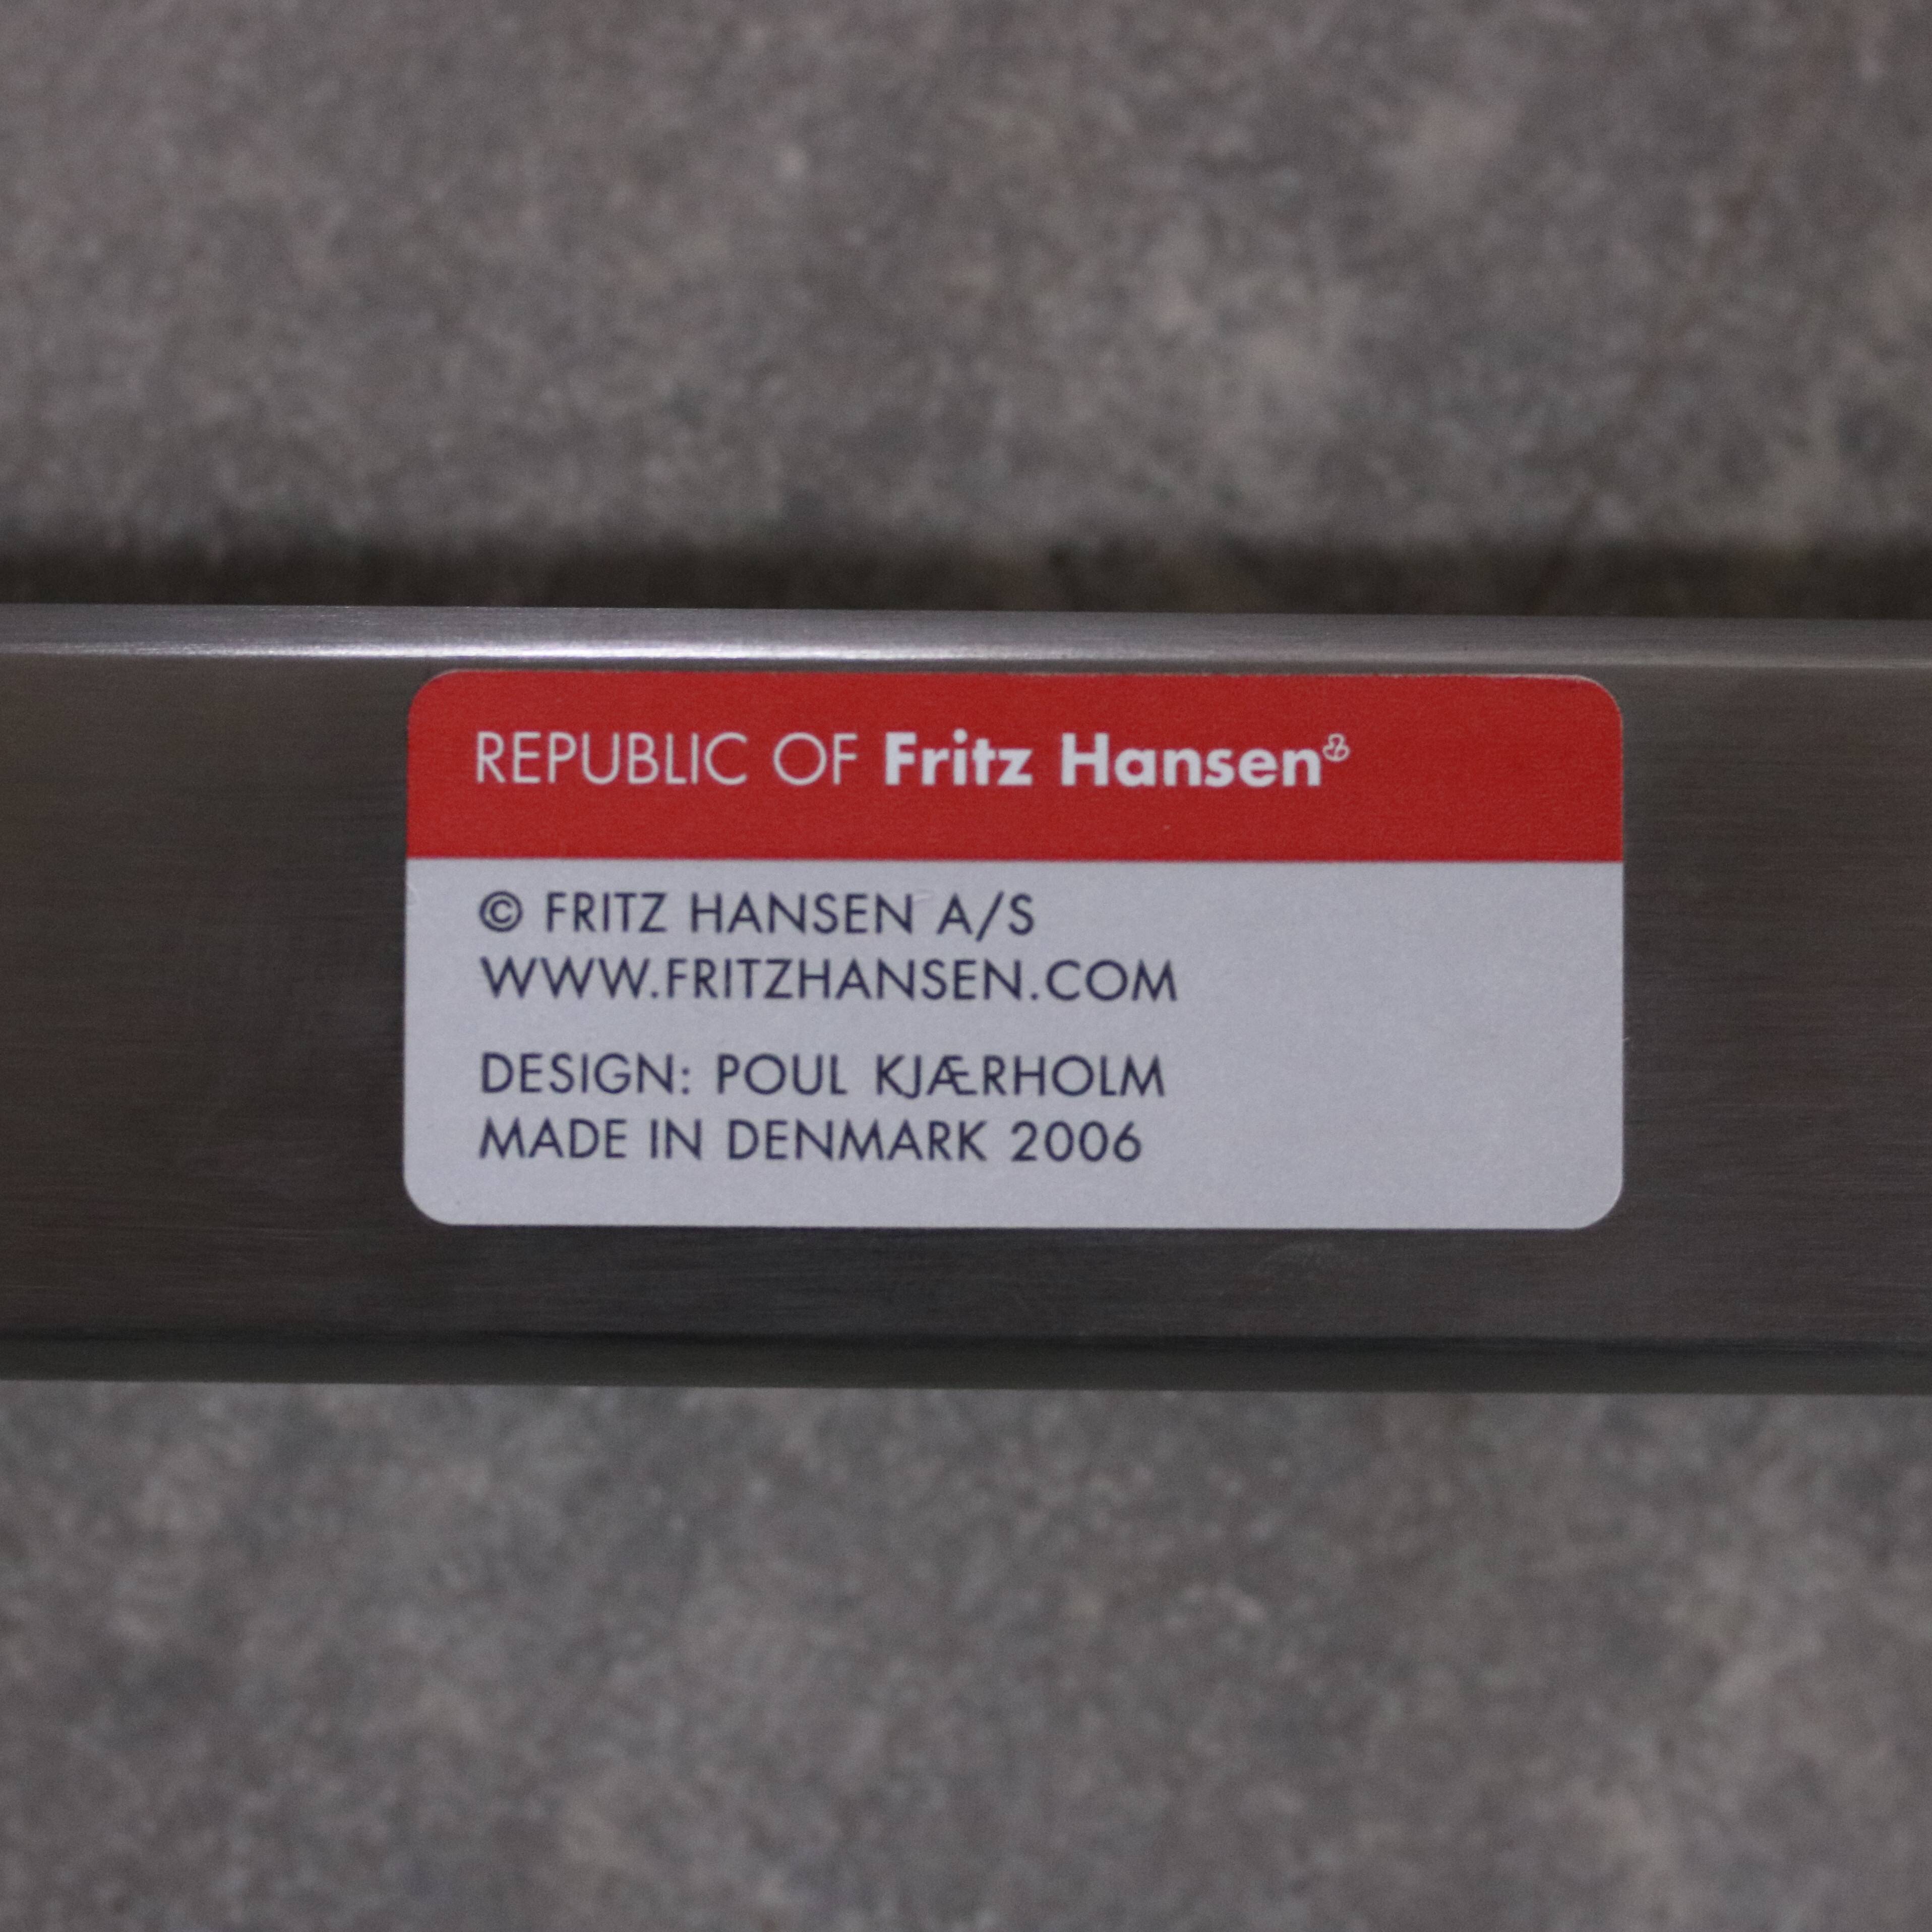 REPUBLIC OF Fritz Hansen
© FRITZ HANSEN A/S
WWW.FRITZHANSEN.COM
DESIGN: POUL KJÆRHOLM
MADE IN DENMARK 2006